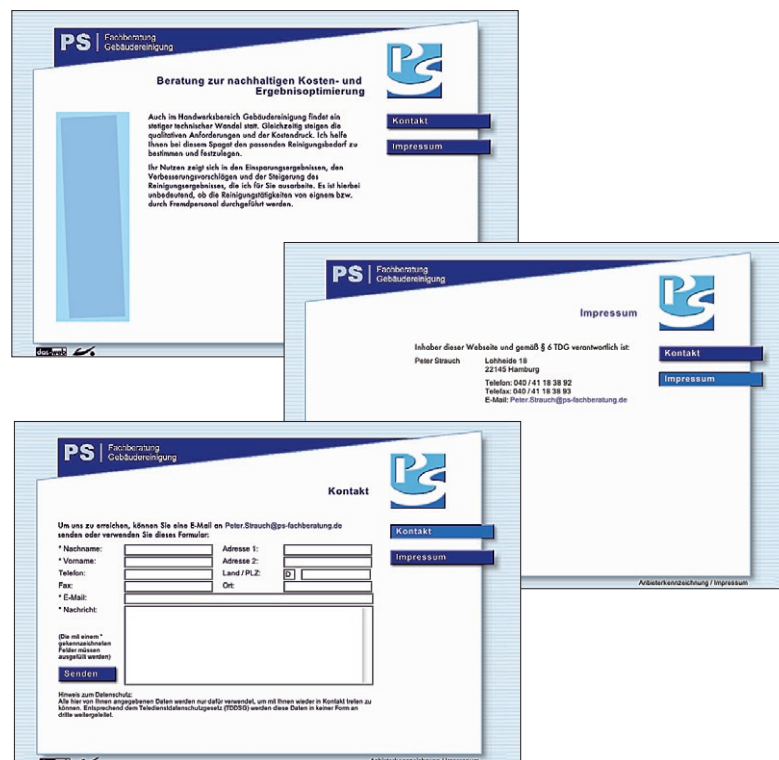 PS
Fachberatung
Gebäudereinigung
Beratung zur nachhaltigen Kosten- und
Ergebnisoptimierung
Auch im Handwerksbereich Gebäudereinigung findet ein
stetiger technischer Wandel statt. Gleichzeitig steigen die
qualitativen Anforderungen und der Kostendruck. Ich helfe
Ihnen bei diesem Spagat den passenden Reinigungsbedarf zu
bestimmen und festzulegen.
Ihr Nutzen zeigt sich in den Einsparungsergebnissen, den
Verbesserungsvorschlägen und der Steigerung des
Reinigungsergebnisses, die ich für Sie ausarbeite. Es ist hierbei
unbedeutend, ob die Reinigungstätigkeiten von eignem bzw.
durch Fremdpersonal durchgeführt werden.
PS
Kontakt
Impressum
das-web
PS
Fachberatung
Gebäudereinigung
Impressum
Inhaber dieser Webseite und gemäß § 6 TDG verantwortlich ist:
Peter Strauch
Lohheide 18
22145 Hamburg
Telefon: 040 / 41 18 38 92
Telefax: 040 / 41 18 38 93
E-Mail: Peter.Strauch@ps-fachberatung.de
PS
Kontakt
Impressum
Anbieterkennzeichnung / Impressum
PS
Fachberatung
Gebäudereinigung
Kontakt
Um uns zu erreichen, können Sie eine E-Mail an Peter.Strauch@ps-fachberatung.de
senden oder verwenden Sie dieses Formular:
* Nachname: Adresse 1:
* Vorname: Adresse 2:
Telefon: Land / PLZ: D
Fax: Ort:
* E-Mail:
* Nachricht:
(Die mit einem *
gekennzeichneten
Felder müssen
ausgefüllt werden)
Senden
Hinweis zum Datenschutz:
Alle hier von Ihnen angegebenen Daten werden nur dafür verwendet, um mit Ihnen wieder in Kontakt treten zu
können. Entsprechend dem Teledienstdatenschutzgesetz (TDDSG) werden diese Daten in keiner Form an
dritte weitergeleitet.
PS
Kontakt
Impressum
Anbieterkennzeichnung / Impressum